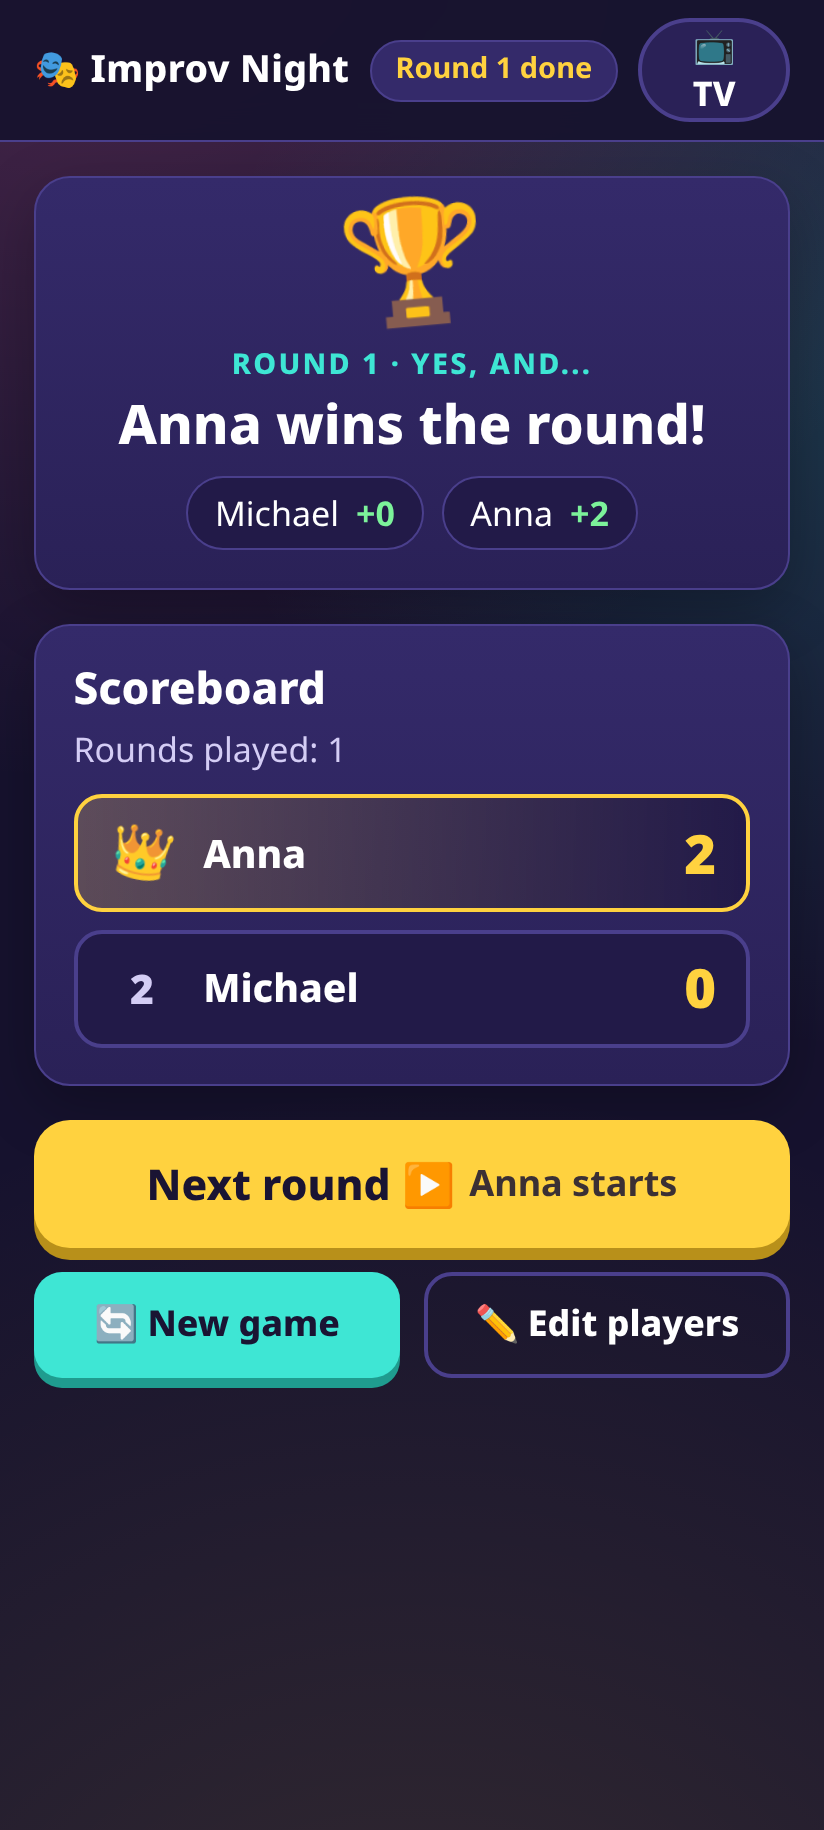 🎭 Improv Night
Round 1 done
📺 TV
🏆
ROUND 1 · YES, AND...
Anna wins the round!
Michael +0
Anna +2
Scoreboard
Rounds played: 1
👑 Anna 2
2 Michael 0
Next round ▶️ Anna starts
🔄 New game
✏️ Edit players